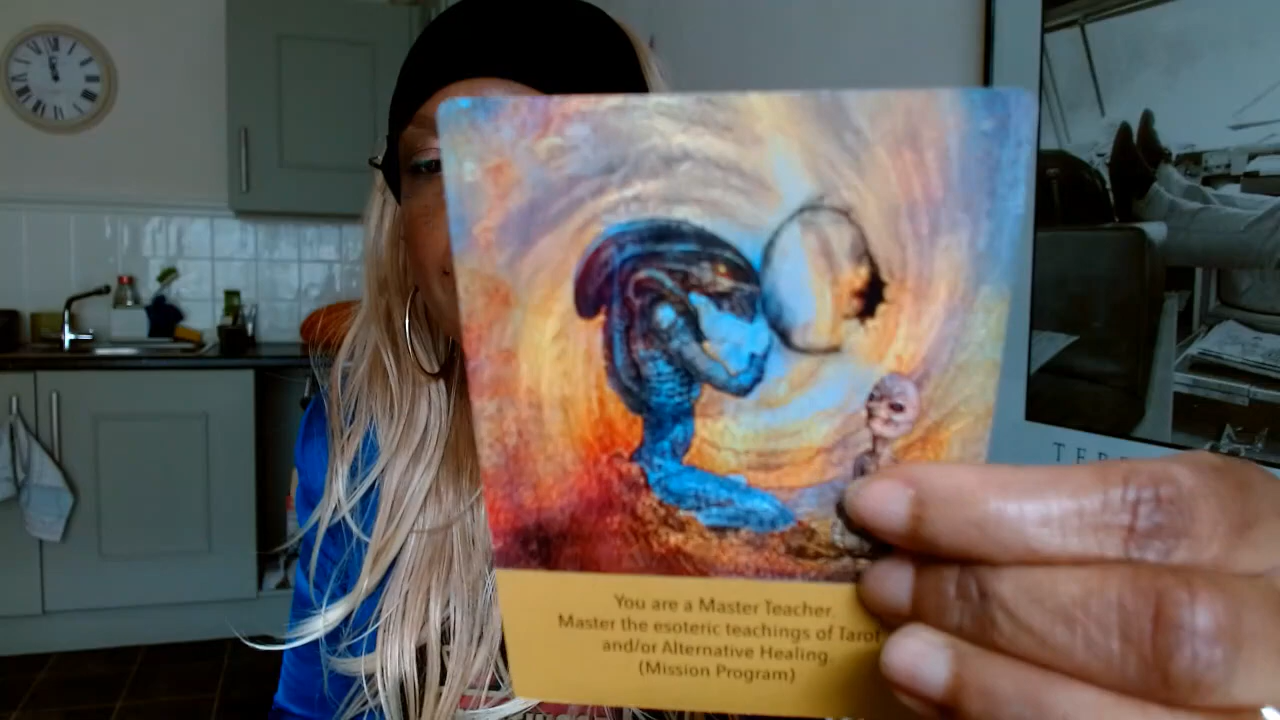 You are a Master Teacher.
Master the esoteric teachings of Tarot
and/or Alternative Healing.
(Mission Program)